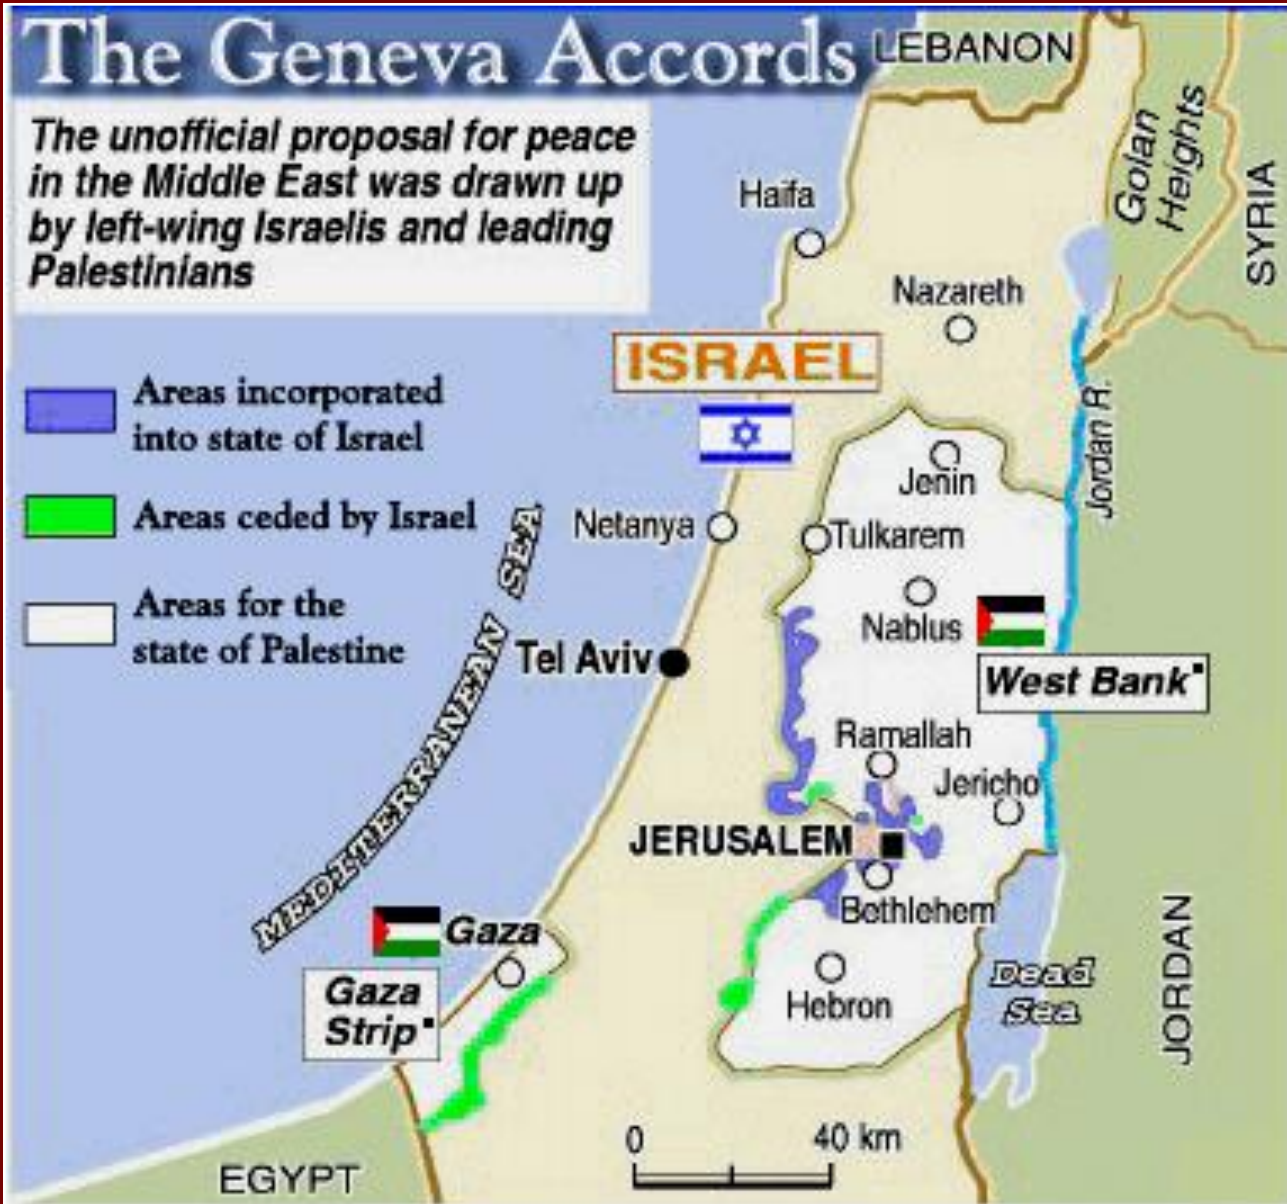 The Geneva Accords
The unofficial proposal for peace
in the Middle East was drawn up
by left-wing Israelis and leading
Palestinians
Areas incorporated
into state of Israel
Areas ceded by Israel
Areas for the
state of Palestine
LEBANON
Golan
Heights
SYRIA
Haifa
Nazareth
ISRAEL
Jordan R.
Jenin
Netanya
Tulkarem
Nablus
MEDITERRANEAN SEA
Tel Aviv
West Bank
Ramallah
Jericho
JERUSALEM
Bethlehem
Gaza
Gaza
Strip
Hebron
Dead
Sea
JORDAN
0 40 km
EGYPT